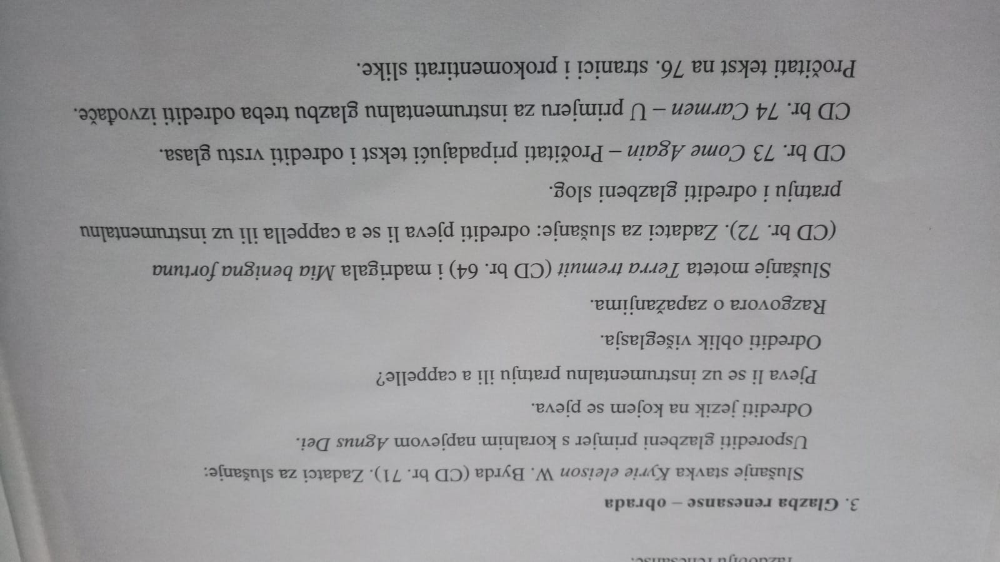 razdoblju renesanse.
3. Glazba renesanse – obrada
Slušanje stavka Kyrie eleison W. Byrda (CD br. 71). Zadatci za slušanje:
Usporediti glazbeni primjer s koralnim napjevom Agnus Dei.
Odrediti jezik na kojem se pjeva.
Pjeva li se uz instrumentalnu pratnju ili a cappelle?
Odrediti oblik višeglasja.
Razgovora o zapažanjima.
Slušanje moteta Terra tremuit (CD br. 64) i madrigala Mia benigna fortuna
(CD br. 72). Zadatci za slušanje: odrediti pjeva li se a cappella ili uz instrumentalnu
pratnju i odrediti glazbeni slog.
CD br. 73 Come Again – Pročitati pripadajući tekst i odrediti vrstu glasa.
CD br. 74 Carmen – U primjeru za instrumentalnu glazbu treba odrediti izvođače.
Pročitati tekst na 76. stranici i prokomentirati slike.